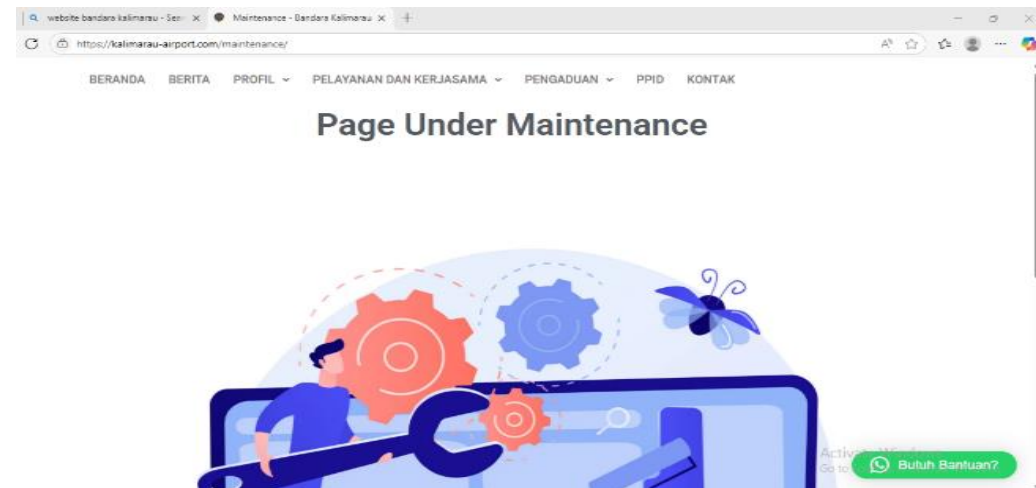 website bandara kalimarau - Sear
Maintenance - Bandara Kalimarau
https://kalimarau-airport.com/maintenance/
BERANDA BERITA PROFIL PELAYANAN DAN KERJASAMA PENGADUAN PPID KONTAK
Page Under Maintenance
Butuh Bantuan?